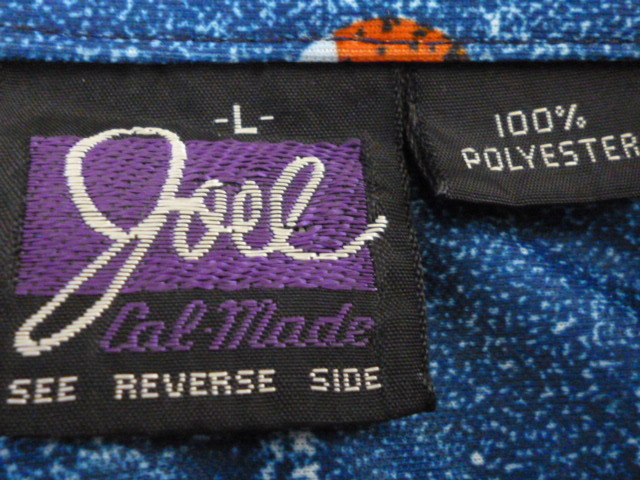 -L-
Joel
Cal-Made
SEE REVERSE SIDE
100%
POLYESTER